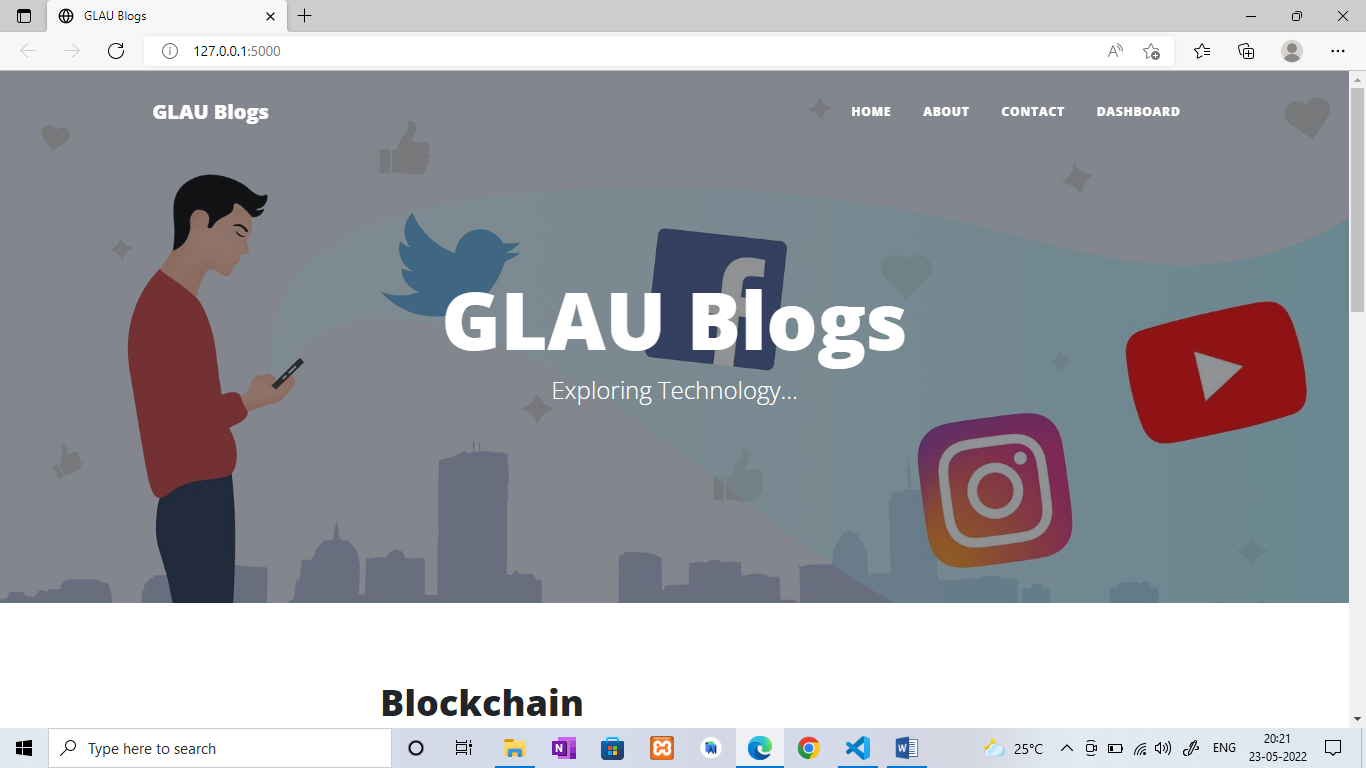 GLAU Blogs
127.0.0.1:5000
GLAU Blogs
HOME ABOUT CONTACT DASHBOARD
GLAU Blogs
Exploring Technology...
Blockchain
Type here to search
25°C
ENG
20:21
23-05-2022